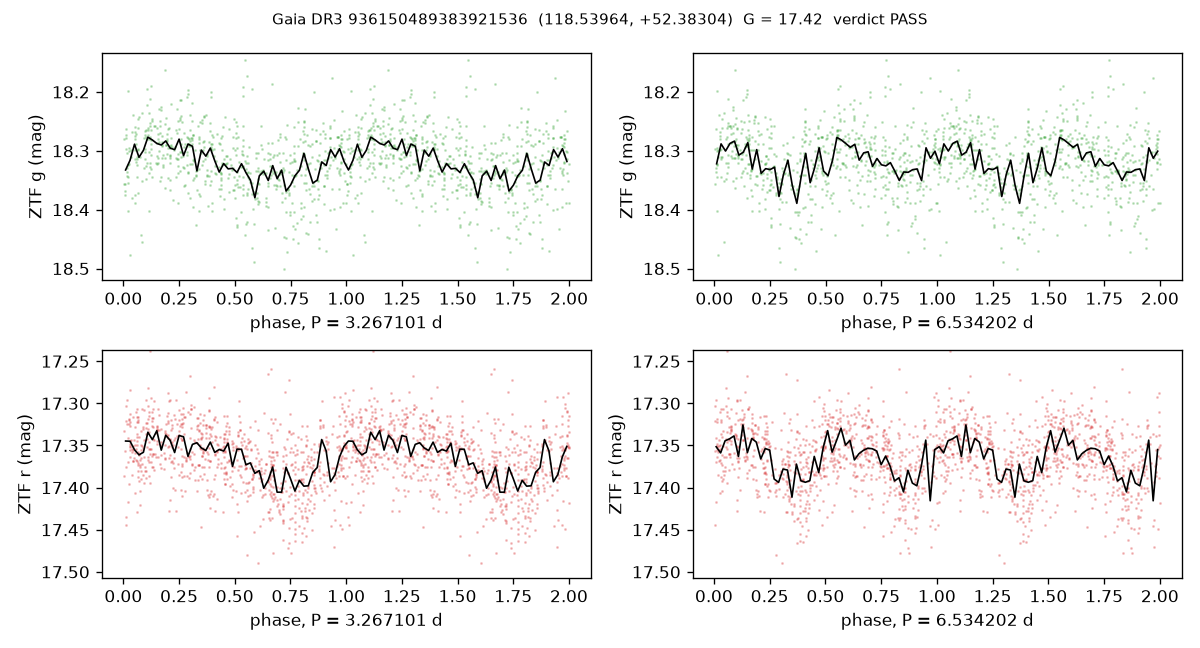 Gaia DR3 936150489383921536  (118.53964, +52.38304)  G = 17.42  verdict PASS
ZTF g (mag)
18.2
18.3
18.4
18.5
0.00 0.25 0.50 0.75 1.00 1.25 1.50 1.75 2.00
phase, P = 3.267101 d
ZTF g (mag)
18.2
18.3
18.4
18.5
0.00 0.25 0.50 0.75 1.00 1.25 1.50 1.75 2.00
phase, P = 6.534202 d
ZTF r (mag)
17.25
17.30
17.35
17.40
17.45
17.50
0.00 0.25 0.50 0.75 1.00 1.25 1.50 1.75 2.00
phase, P = 3.267101 d
ZTF r (mag)
17.25
17.30
17.35
17.40
17.45
17.50
0.00 0.25 0.50 0.75 1.00 1.25 1.50 1.75 2.00
phase, P = 6.534202 d